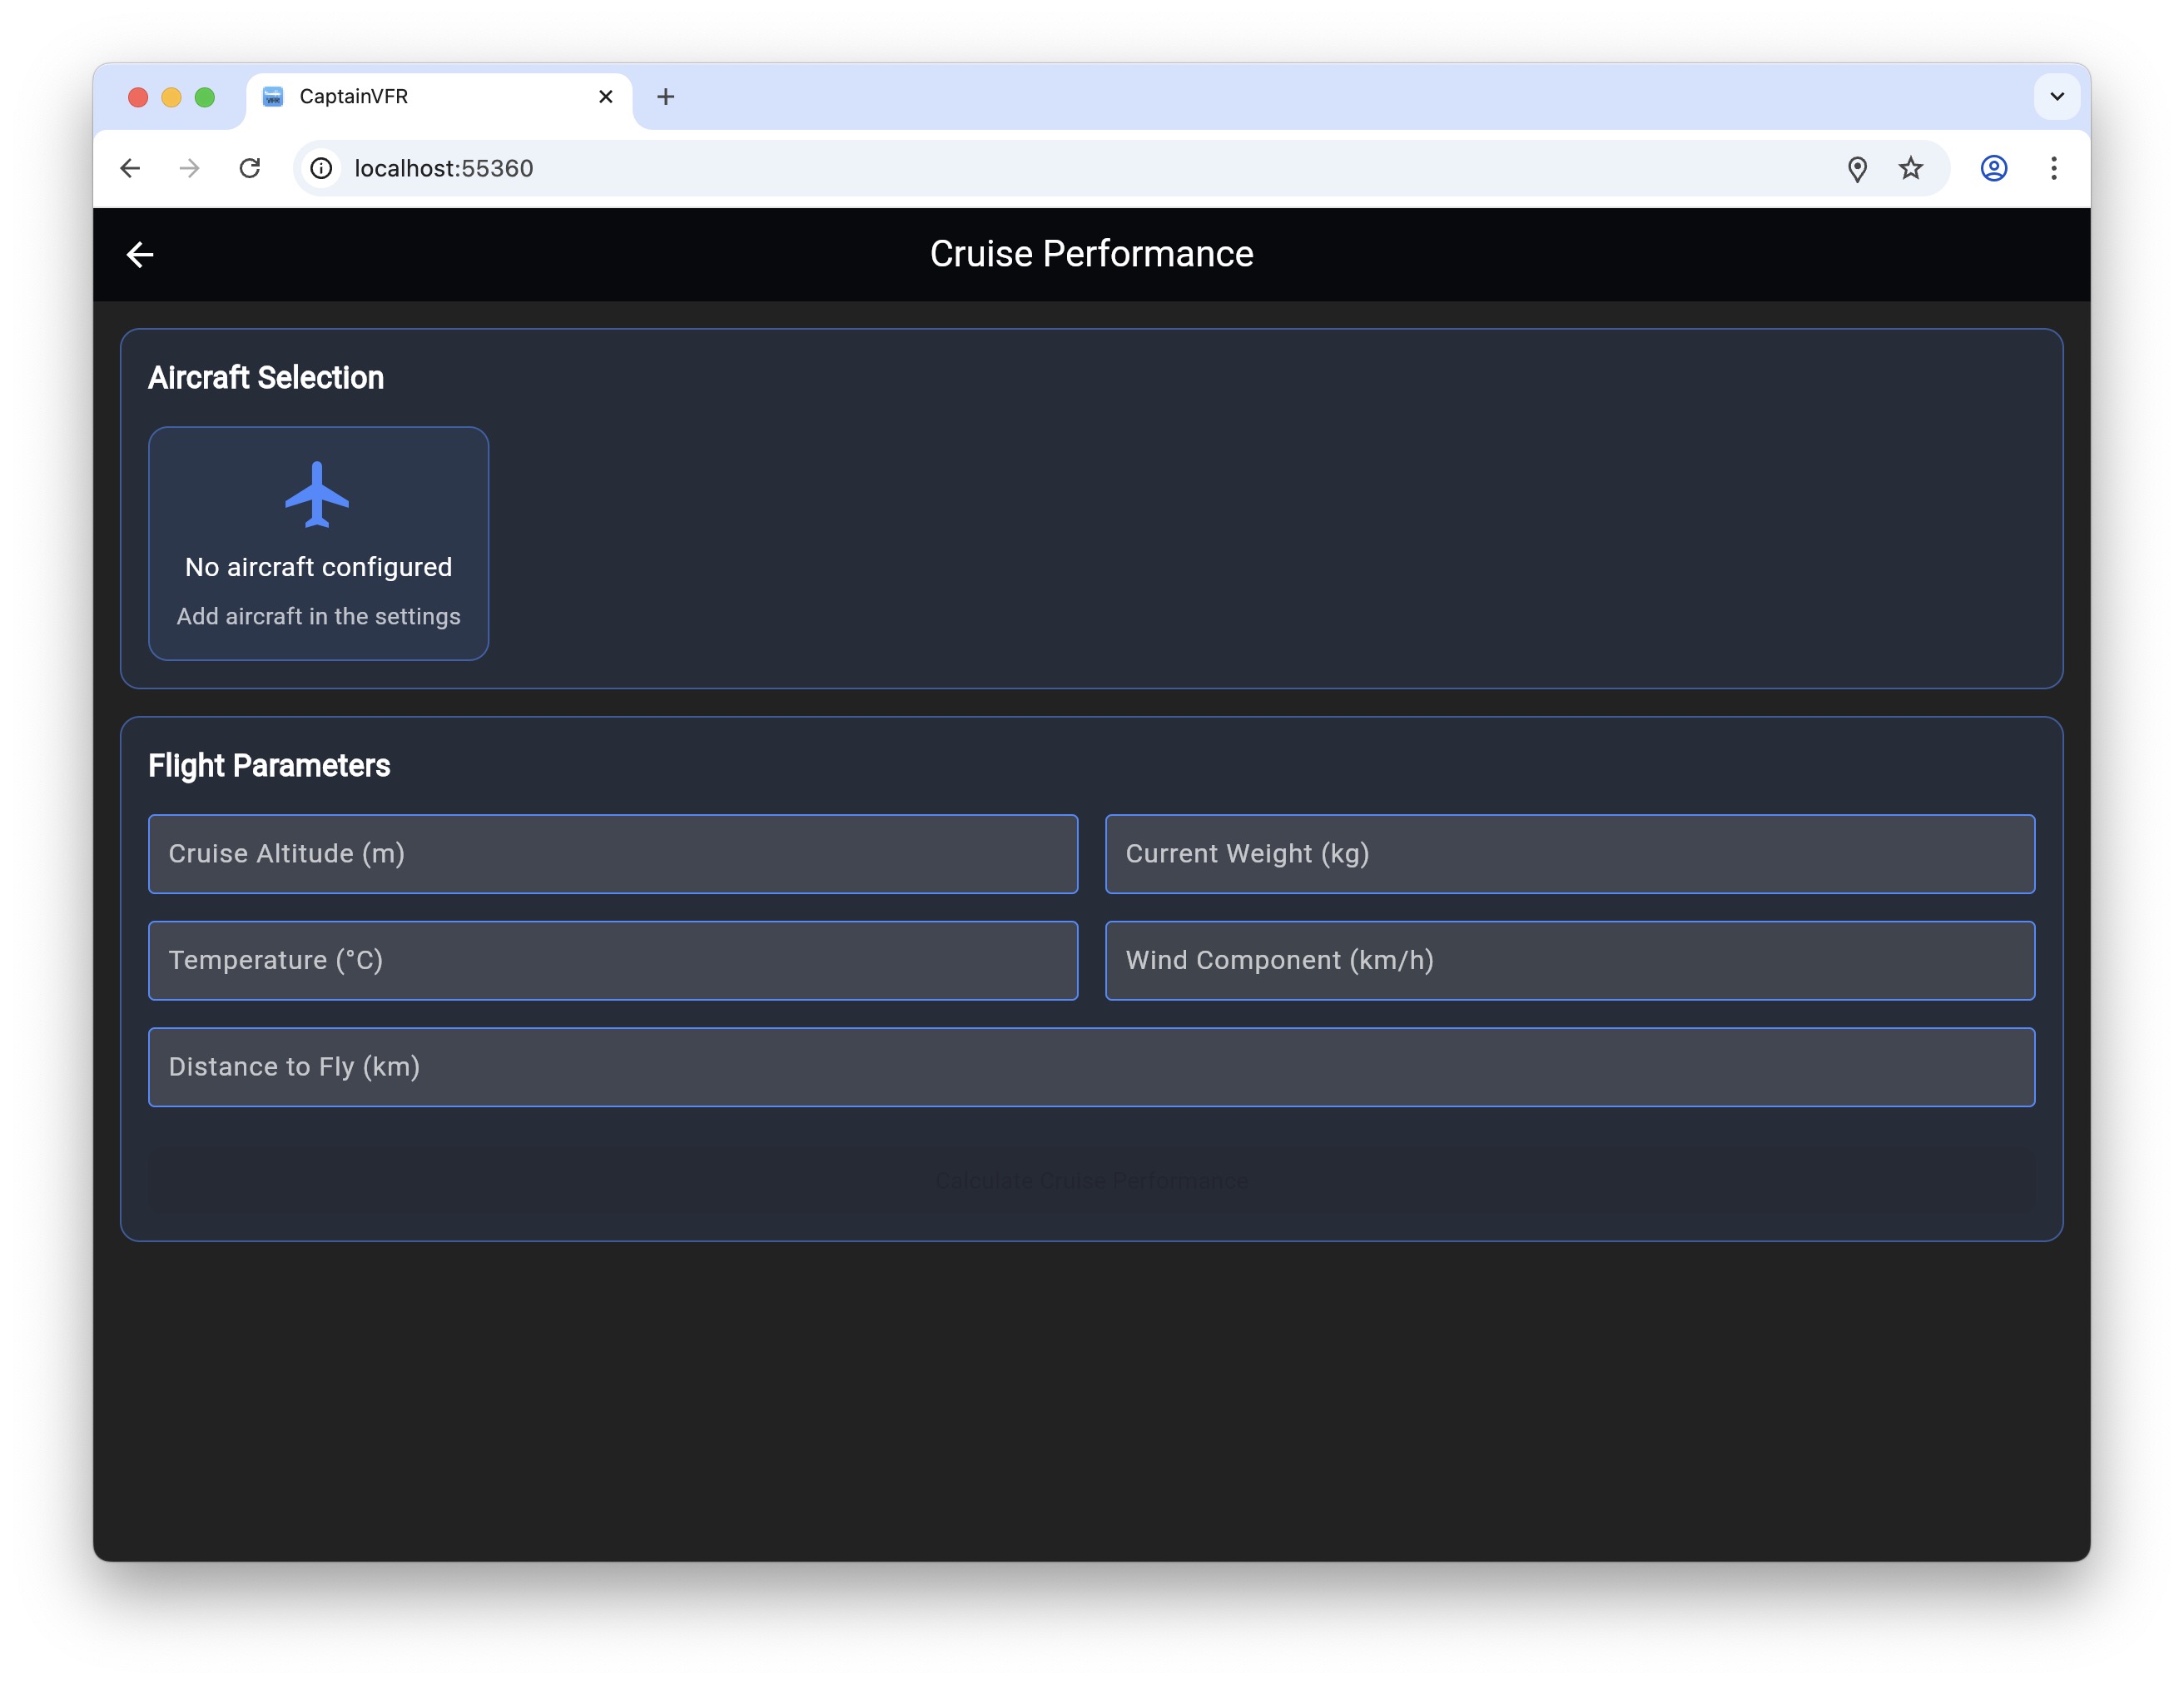 CaptainVFR
localhost:55360
Cruise Performance
Aircraft Selection
No aircraft configured
Add aircraft in the settings
Flight Parameters
Cruise Altitude (m)
Current Weight (kg)
Temperature (°C)
Wind Component (km/h)
Distance to Fly (km)
Calculate Cruise Performance